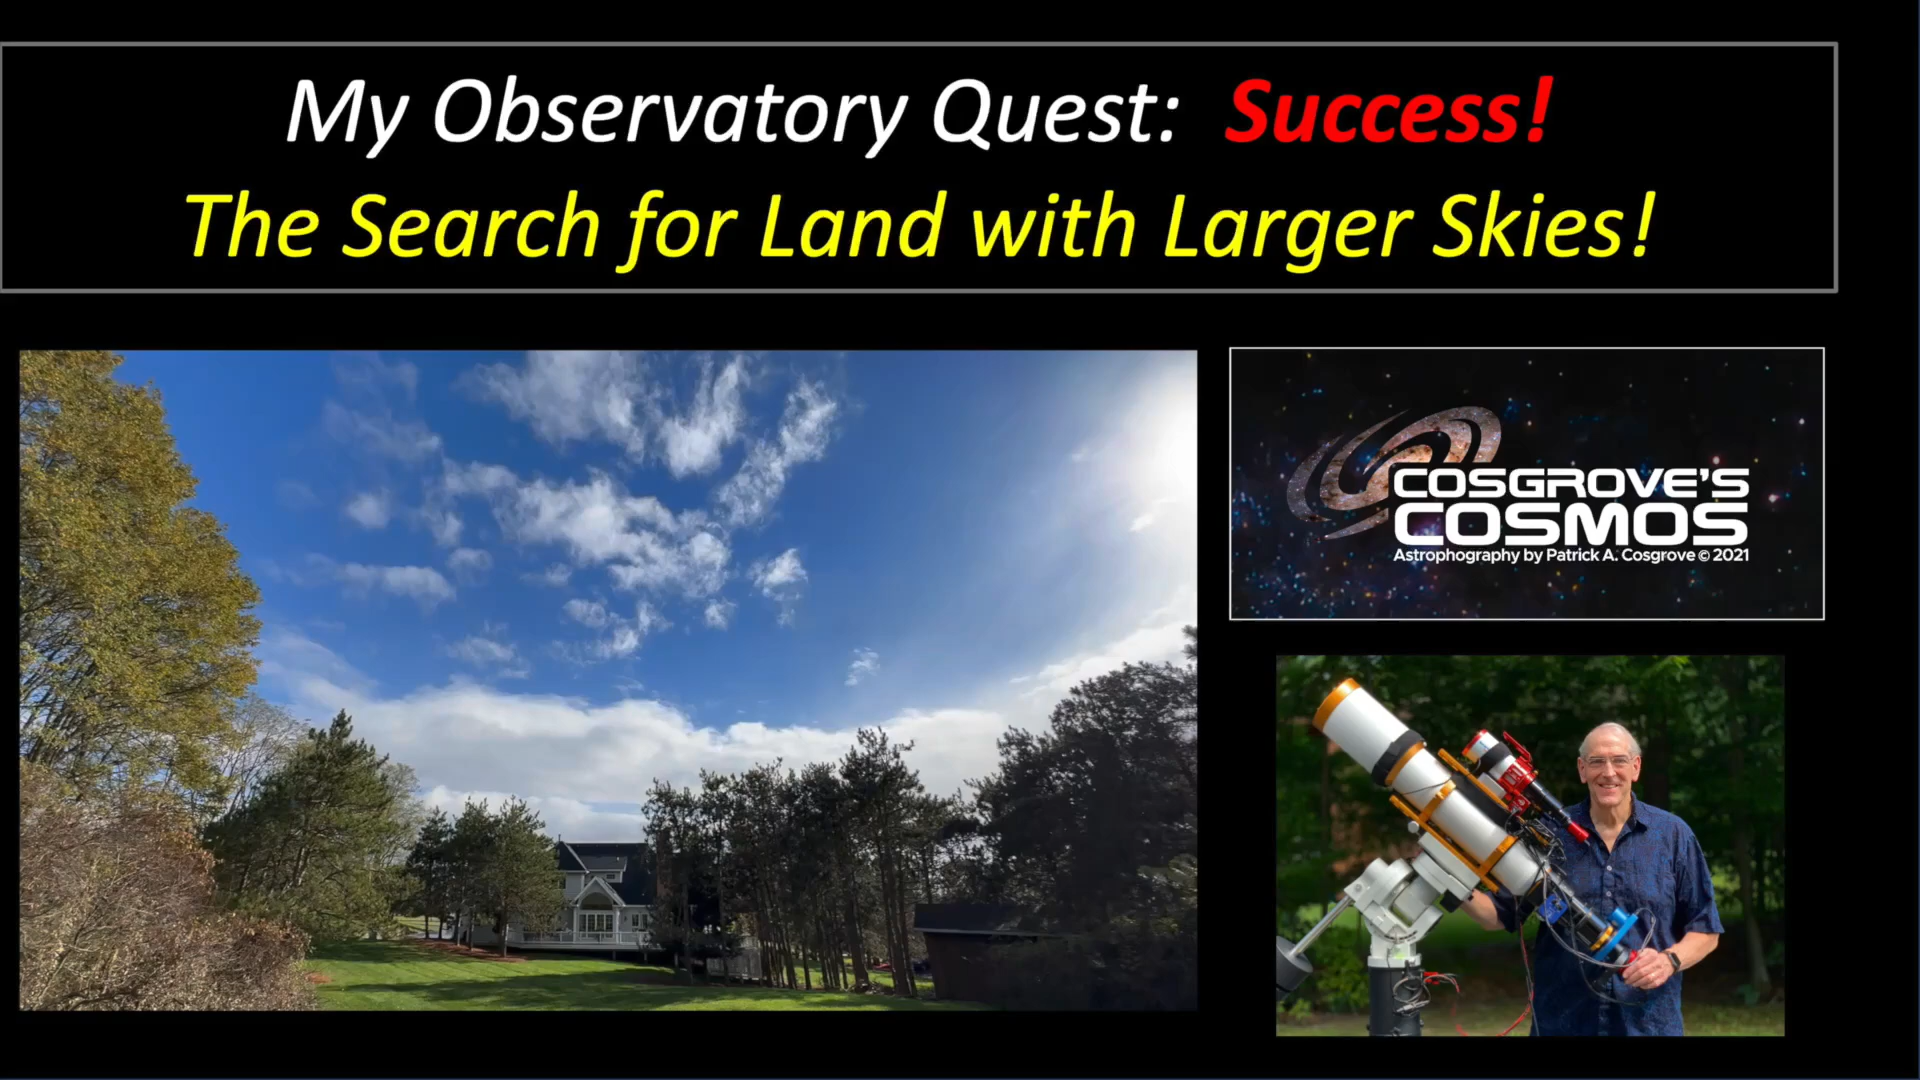 My Observatory Quest: Success!
The Search for Land with Larger Skies!
COSGROVE'S
COSMOS
Astrophography by Patrick A. Cosgrove © 2021